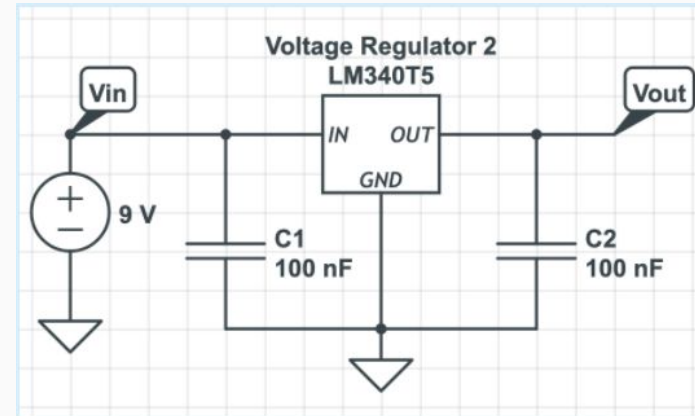 Voltage Regulator 2
LM340T5
Vin
Vout
IN
OUT
GND
+
−
9 V
C1
100 nF
C2
100 nF